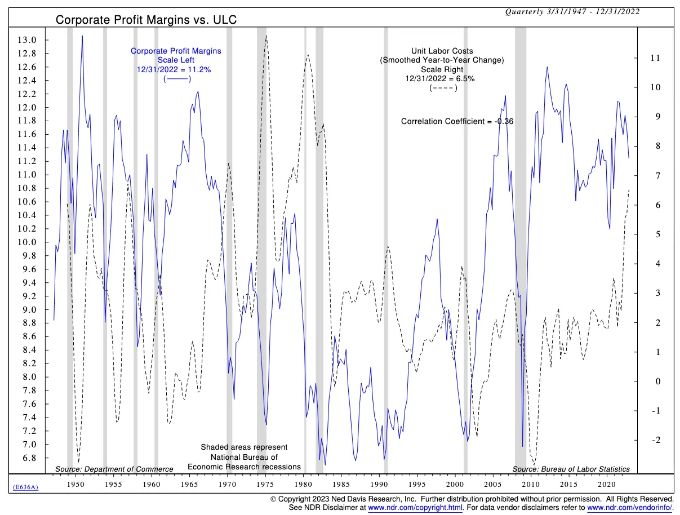 Corporate Profit Margins vs. ULC
Quarterly 3/31/1947 - 12/31/2022
Corporate Profit Margins
Scale Left
12/31/2022 = 11.2%
(——)
Unit Labor Costs
(Smoothed Year-to-Year Change)
Scale Right
12/31/2022 = 6.5%
(----)
Correlation Coefficient = -0.36
13.0
12.8
12.6
12.4
12.2
12.0
11.8
11.6
11.4
11.2
11.0
10.8
10.6
10.4
10.2
10.0
9.8
9.6
9.4
9.2
9.0
8.8
8.6
8.4
8.2
8.0
7.8
7.6
7.4
7.2
7.0
6.8
11
10
9
8
7
6
5
4
3
2
1
0
-1
-2
Shaded areas represent
National Bureau of
Economic Research recessions
Source: Department of Commerce
Source: Bureau of Labor Statistics
1950 1955 1960 1965 1970 1975 1980 1985 1990 1995 2000 2005 2010 2015 2020
(E636A)
© Copyright 2023 Ned Davis Research, Inc. Further distribution prohibited without prior permission. All Rights Reserved.
See NDR Disclaimer at www.ndr.com/copyright.html. For data vendor disclaimers refer to www.ndr.com/vendorinfo/.